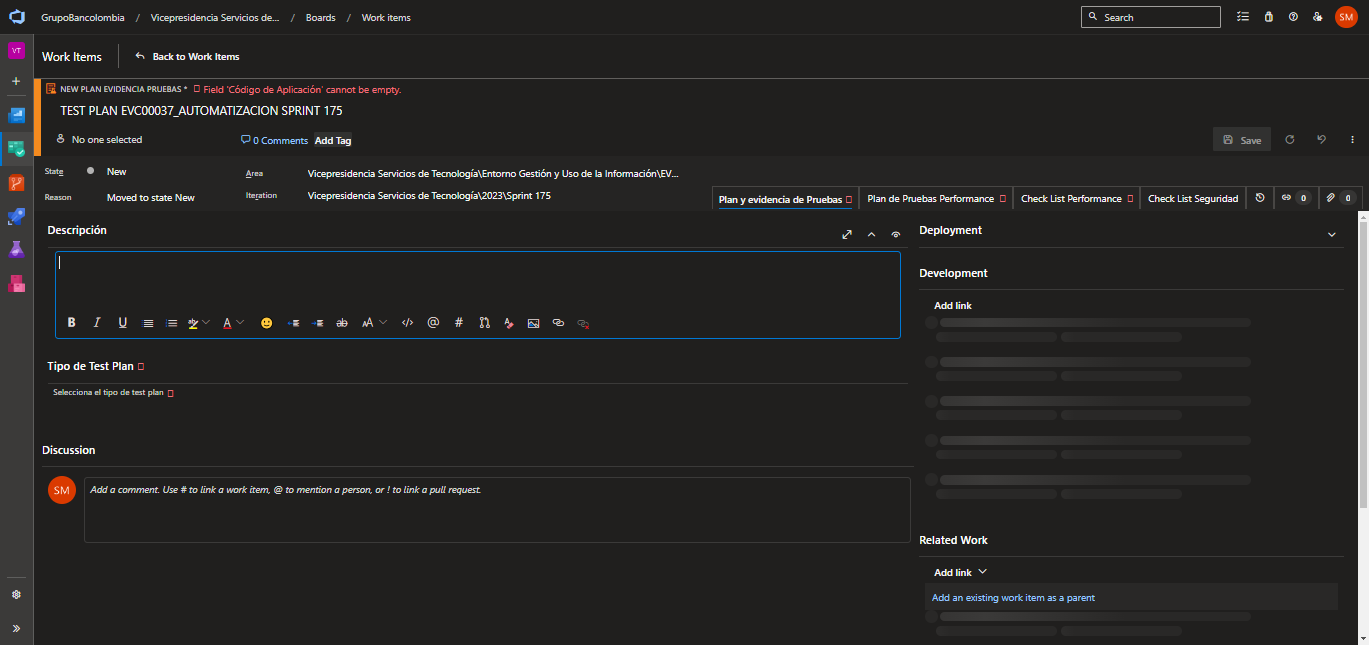 GrupoBancolombia / Vicepresidencia Servicios de... / Boards / Work items
Search
SM
VT
Work Items
Back to Work Items
NEW PLAN EVIDENCIA PRUEBAS * Field 'Código de Aplicación' cannot be empty.
TEST PLAN EVC00037_AUTOMATIZACION SPRINT 175
No one selected
0 Comments
Add Tag
Save
State
New
Area
Vicepresidencia Servicios de Tecnología\Entorno Gestión y Uso de la Información\EV...
Reason
Moved to state New
Iteration
Vicepresidencia Servicios de Tecnología\2023\Sprint 175
Plan y evidencia de Pruebas
Plan de Pruebas Performance
Check List Performance
Check List Seguridad
0
0
Descripción
Tipo de Test Plan
Selecciona el tipo de test plan
Discussion
SM
Add a comment. Use # to link a work item, @ to mention a person, or ! to link a pull request.
Deployment
Development
Add link
Related Work
Add link
Add an existing work item as a parent